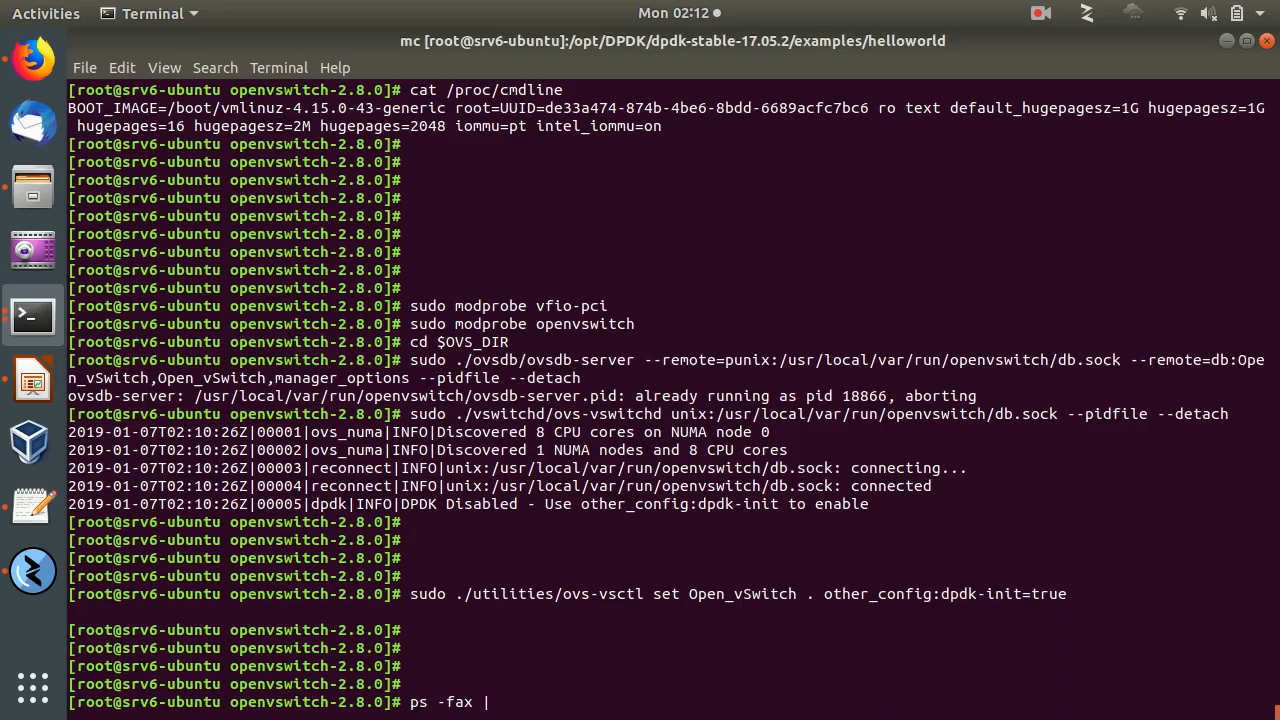 Activities
Terminal
Mon 02:12
mc [root@srv6-ubuntu]:/opt/DPDK/dpdk-stable-17.05.2/examples/helloworld
File Edit View Search Terminal Help
[root@srv6-ubuntu openvswitch-2.8.0]# cat /proc/cmdline
BOOT_IMAGE=/boot/vmlinuz-4.15.0-43-generic root=UUID=de33a474-874b-4be6-8bdd-6689acfc7bc6 ro text default_hugepagesz=1G hugepagesz=1G
 hugepages=16 hugepagesz=2M hugepages=2048 iommu=pt intel_iommu=on
[root@srv6-ubuntu openvswitch-2.8.0]#
[root@srv6-ubuntu openvswitch-2.8.0]#
[root@srv6-ubuntu openvswitch-2.8.0]#
[root@srv6-ubuntu openvswitch-2.8.0]#
[root@srv6-ubuntu openvswitch-2.8.0]#
[root@srv6-ubuntu openvswitch-2.8.0]#
[root@srv6-ubuntu openvswitch-2.8.0]#
[root@srv6-ubuntu openvswitch-2.8.0]#
[root@srv6-ubuntu openvswitch-2.8.0]#
[root@srv6-ubuntu openvswitch-2.8.0]# sudo modprobe vfio-pci
[root@srv6-ubuntu openvswitch-2.8.0]# sudo modprobe openvswitch
[root@srv6-ubuntu openvswitch-2.8.0]# cd $OVS_DIR
[root@srv6-ubuntu openvswitch-2.8.0]# sudo ./ovsdb/ovsdb-server --remote=punix:/usr/local/var/run/openvswitch/db.sock --remote=db:Ope
n_vSwitch,Open_vSwitch,manager_options --pidfile --detach
ovsdb-server: /usr/local/var/run/openvswitch/ovsdb-server.pid: already running as pid 18866, aborting
[root@srv6-ubuntu openvswitch-2.8.0]# sudo ./vswitchd/ovs-vswitchd unix:/usr/local/var/run/openvswitch/db.sock --pidfile --detach
2019-01-07T02:10:26Z|00001|ovs_numa|INFO|Discovered 8 CPU cores on NUMA node 0
2019-01-07T02:10:26Z|00002|ovs_numa|INFO|Discovered 1 NUMA nodes and 8 CPU cores
2019-01-07T02:10:26Z|00003|reconnect|INFO|unix:/usr/local/var/run/openvswitch/db.sock: connecting...
2019-01-07T02:10:26Z|00004|reconnect|INFO|unix:/usr/local/var/run/openvswitch/db.sock: connected
2019-01-07T02:10:26Z|00005|dpdk|INFO|DPDK Disabled - Use other_config:dpdk-init to enable
[root@srv6-ubuntu openvswitch-2.8.0]#
[root@srv6-ubuntu openvswitch-2.8.0]#
[root@srv6-ubuntu openvswitch-2.8.0]#
[root@srv6-ubuntu openvswitch-2.8.0]#
[root@srv6-ubuntu openvswitch-2.8.0]# sudo ./utilities/ovs-vsctl set Open_vSwitch . other_config:dpdk-init=true
[root@srv6-ubuntu openvswitch-2.8.0]#
[root@srv6-ubuntu openvswitch-2.8.0]#
[root@srv6-ubuntu openvswitch-2.8.0]#
[root@srv6-ubuntu openvswitch-2.8.0]#
[root@srv6-ubuntu openvswitch-2.8.0]# ps -fax |